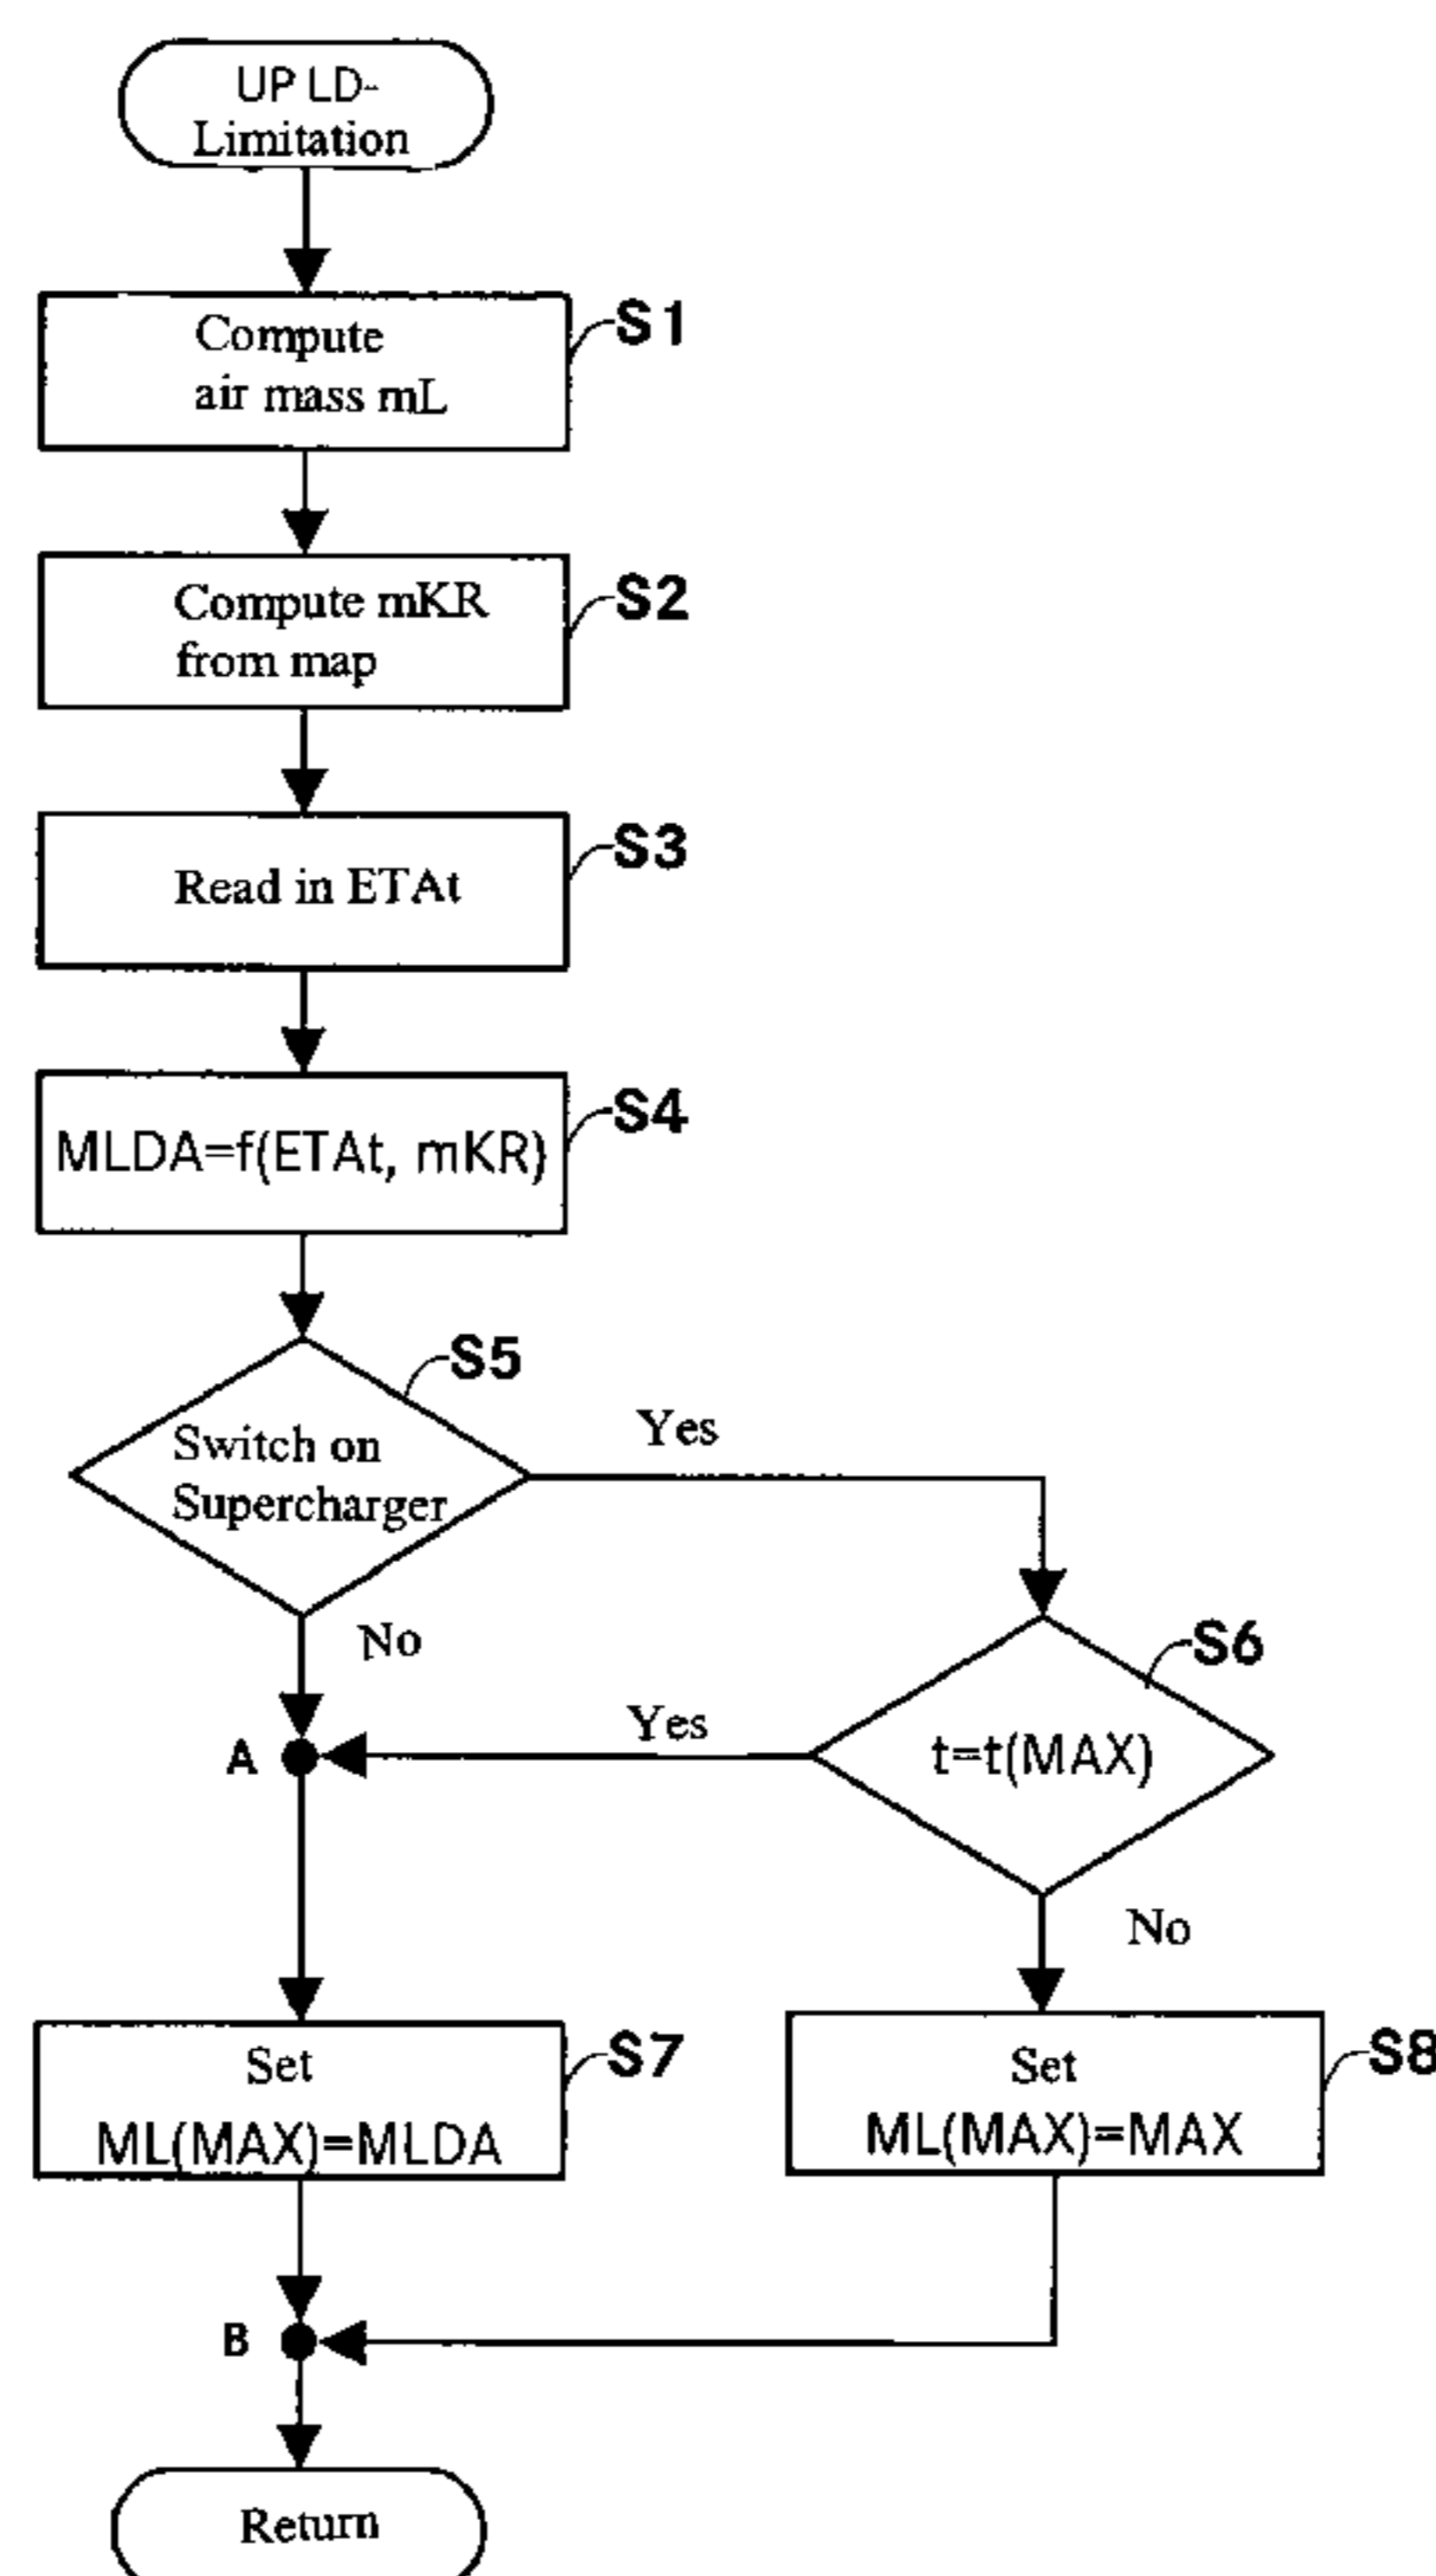 UP LD-
Limitation
Compute
air mass mL
S1
Compute mKR
from map
S2
Read in ETAt
S3
MLDA=f(ETAt, mKR)
S4
S5
Switch on
Supercharger
Yes
No
S6
t=t(MAX)
Yes
A
No
Set
ML(MAX)=MLDA
S7
Set
ML(MAX)=MAX
S8
B
Return